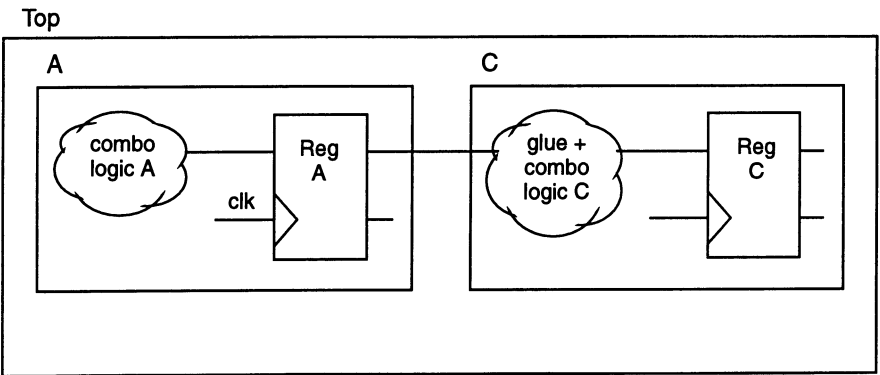 Top
A
C
combo
logic A
Reg
A
clk
glue +
combo
logic C
Reg
C